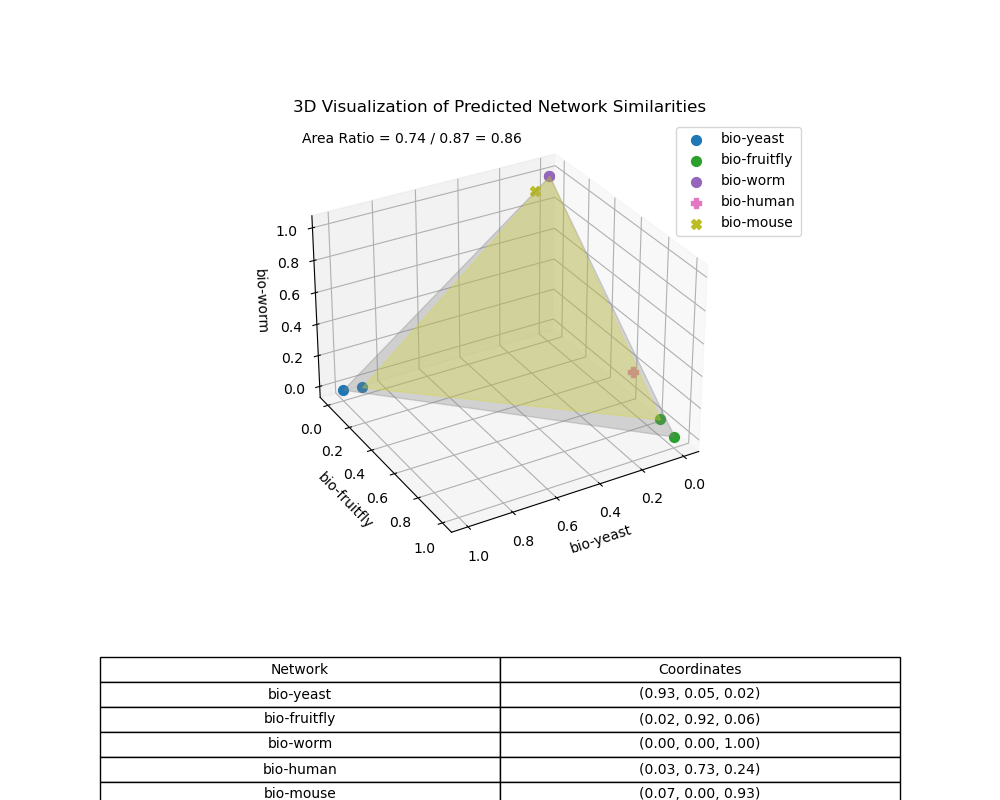 3D Visualization of Predicted Network Similarities
Area Ratio = 0.74 / 0.87 = 0.86
bio-yeast
bio-fruitfly
bio-worm
bio-human
bio-mouse
1.0
0.8
0.6
0.4
0.2
0.0
bio-worm
0.0
0.2
0.4
0.6
0.8
1.0
bio-fruitfly
1.0
0.8
0.6
0.4
0.2
0.0
bio-yeast
Network Coordinates
bio-yeast (0.93, 0.05, 0.02)
bio-fruitfly (0.02, 0.92, 0.06)
bio-worm (0.00, 0.00, 1.00)
bio-human (0.03, 0.73, 0.24)
bio-mouse (0.07, 0.00, 0.93)